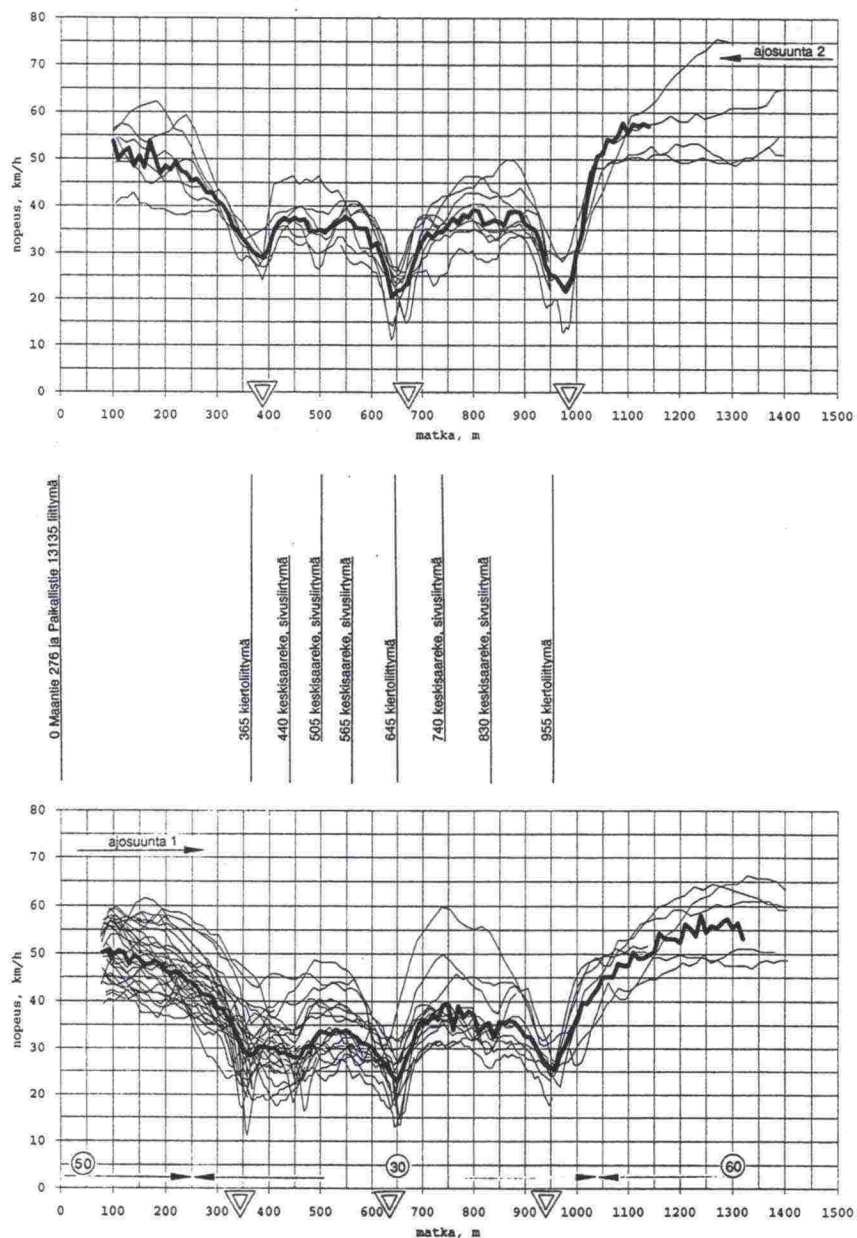 80
70
60
50
40
30
20
10
0
nopeus, km/h
ajosuunta 2
0 100 200 300 400 500 600 700 800 900 1000 1100 1200 1300 1400 1500
matka, m
0 Maantie 276 ja Paikallistie 13135 liittymä
365 kiertoliittymä
440 keskisaareke, sivusiirtymä
505 keskisaareke, sivusiirtymä
565 keskisaareke, sivusiirtymä
645 kiertoliittymä
740 keskisaareke, sivusiirtymä
830 keskisaareke, sivusiirtymä
955 kiertoliittymä
80
70
60
50
40
30
20
10
0
nopeus, km/h
ajosuunta 1
50 30 60
0 100 200 300 400 500 600 700 800 900 1000 1100 1200 1300 1400 1500
matka, m